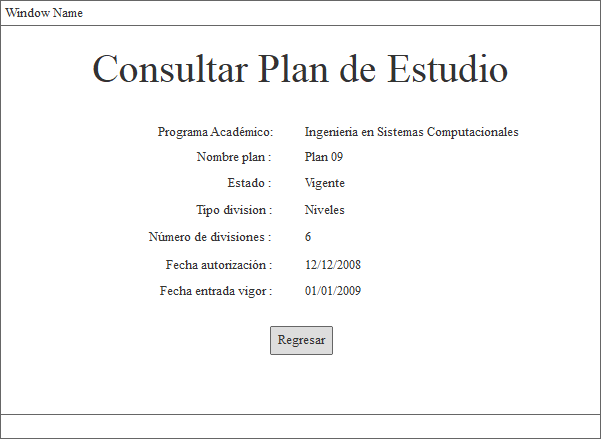 Window Name
Consultar Plan de Estudio
Programa Académico: Ingenieria en Sistemas Computacionales
Nombre plan : Plan 09
Estado : Vigente
Tipo division : Niveles
Número de divisiones : 6
Fecha autorización : 12/12/2008
Fecha entrada vigor : 01/01/2009
Regresar